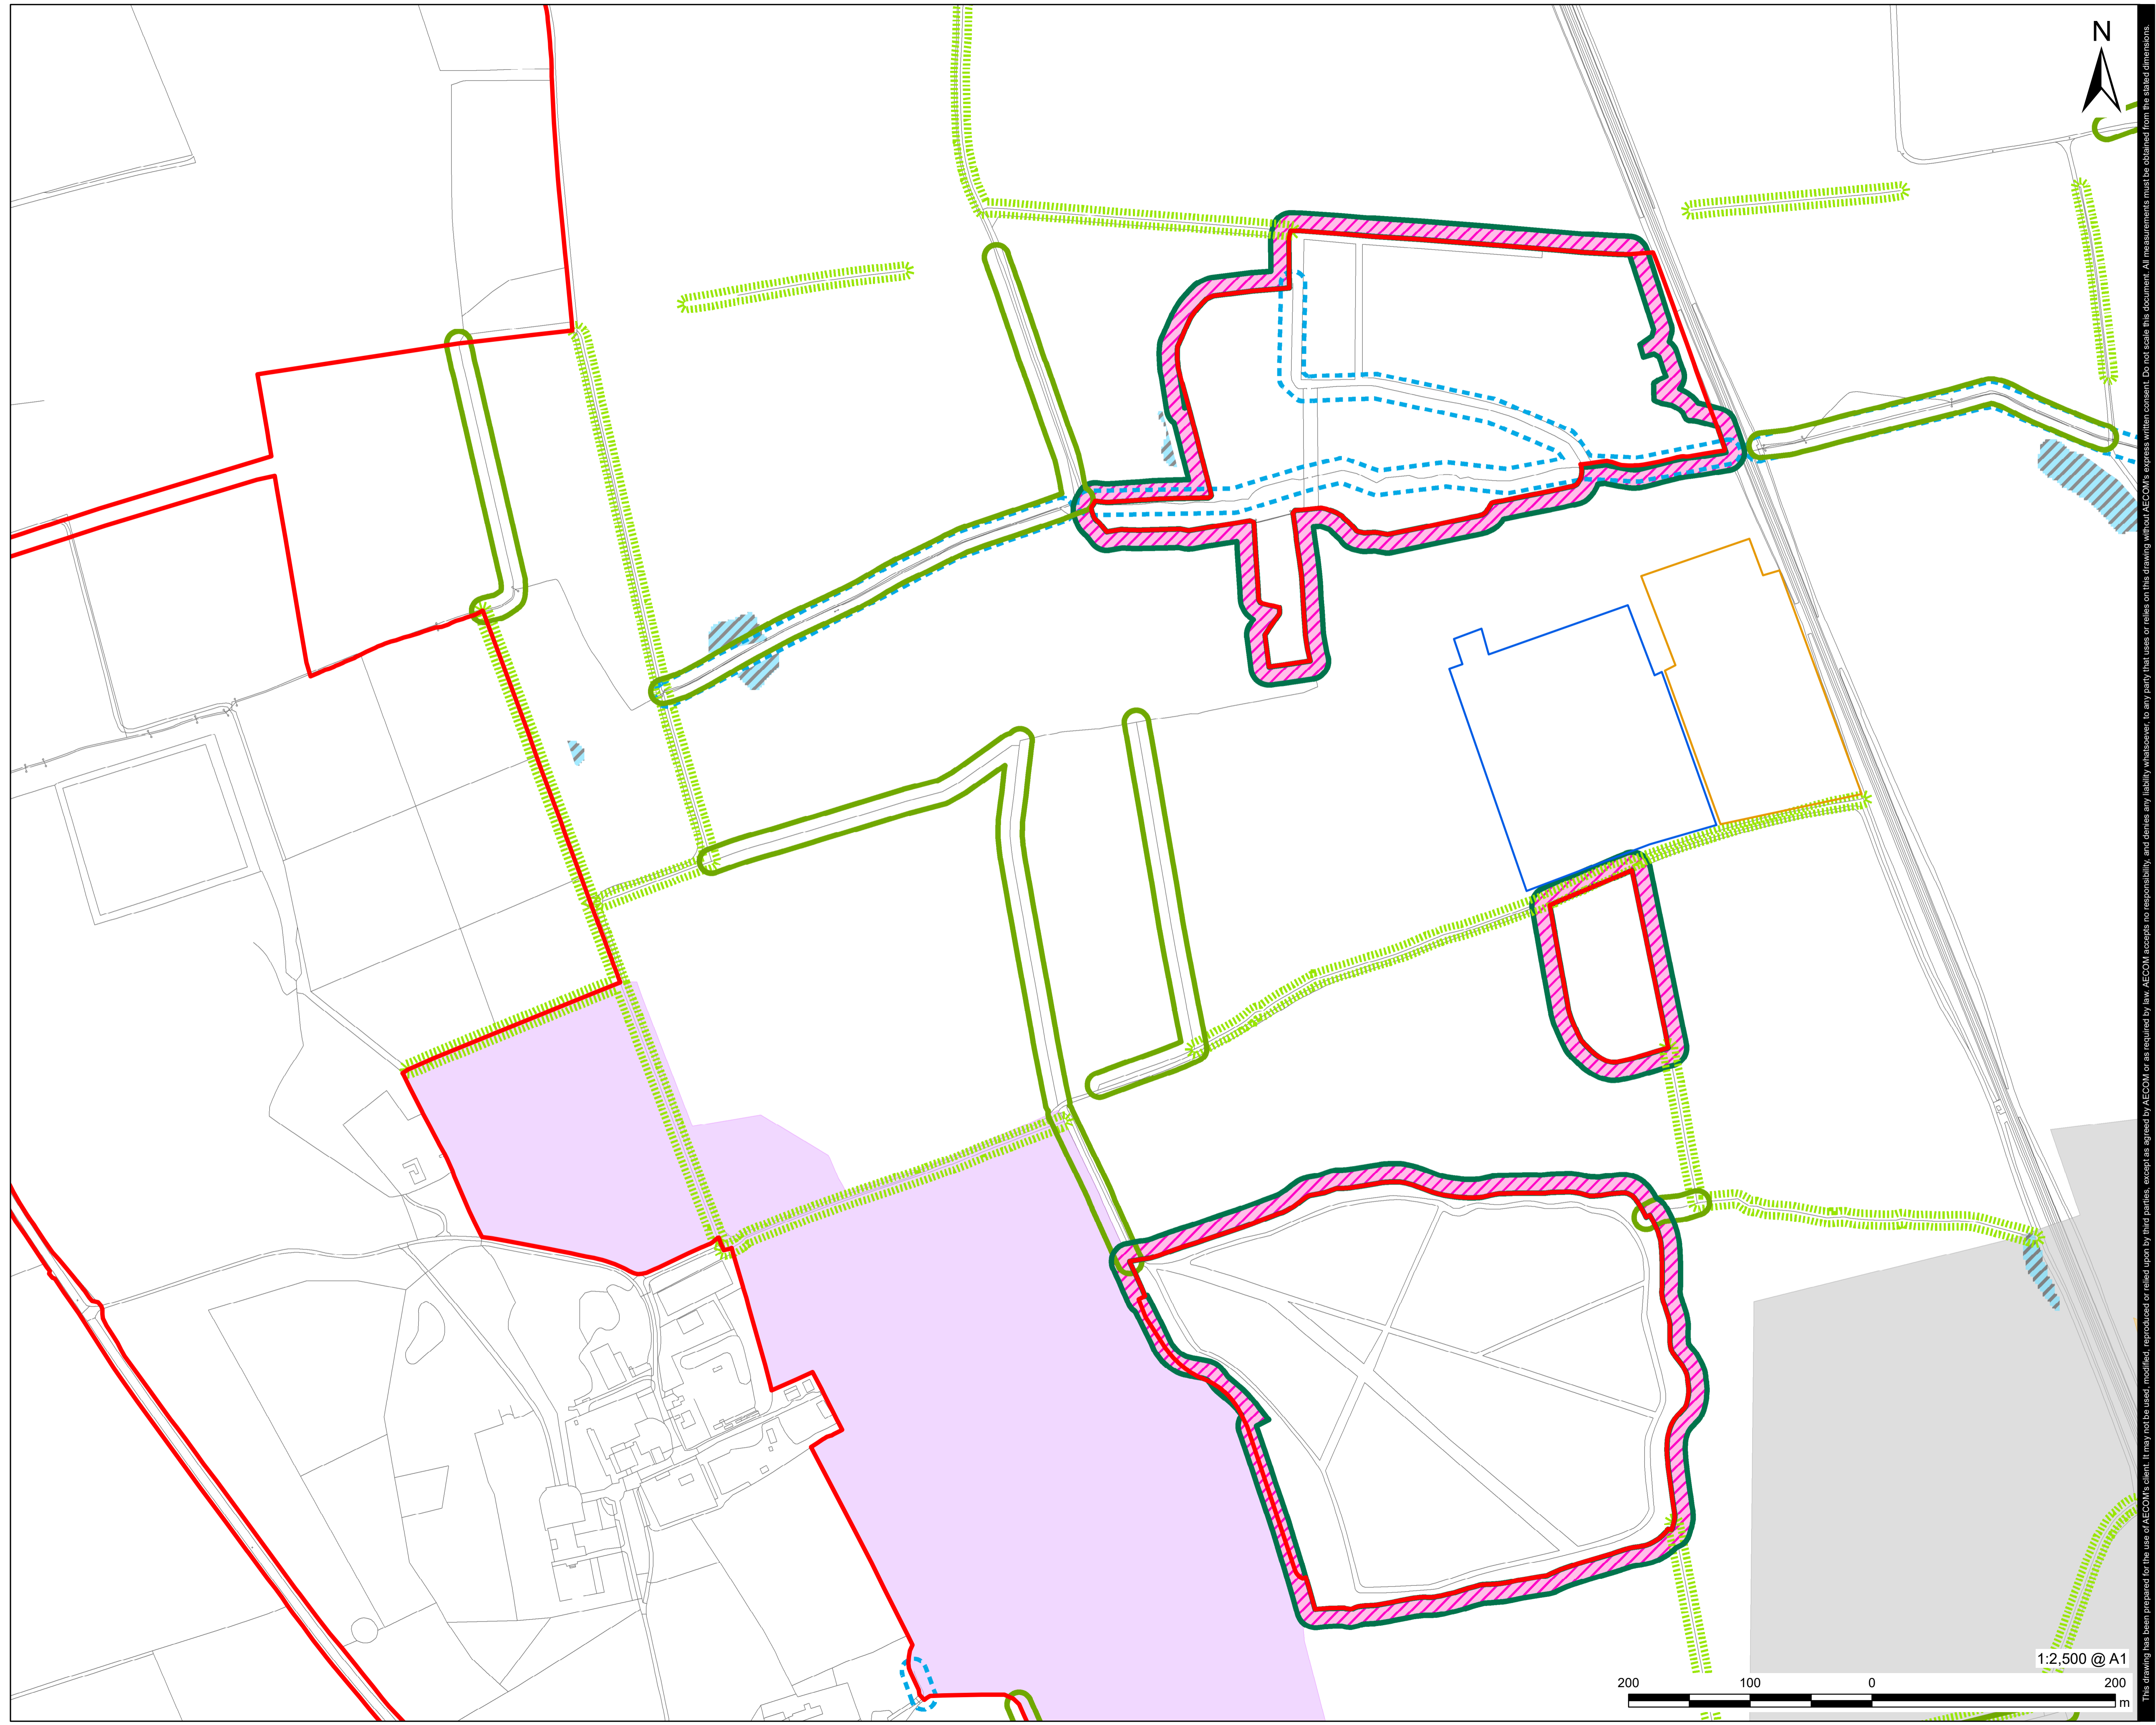 N
This drawing has been prepared for the use of AECOM's client. It may not be used, modified, reproduced or relied upon by third parties, except as agreed by AECOM or as required by law. AECOM accepts no responsibility, and denies any liability whatsoever, to any party that uses or relies on this drawing without AECOM's express written consent. Do not scale this document. All measurements must be obtained from the stated dimensions.
1:2,500 @ A1
200 100 0 200
m